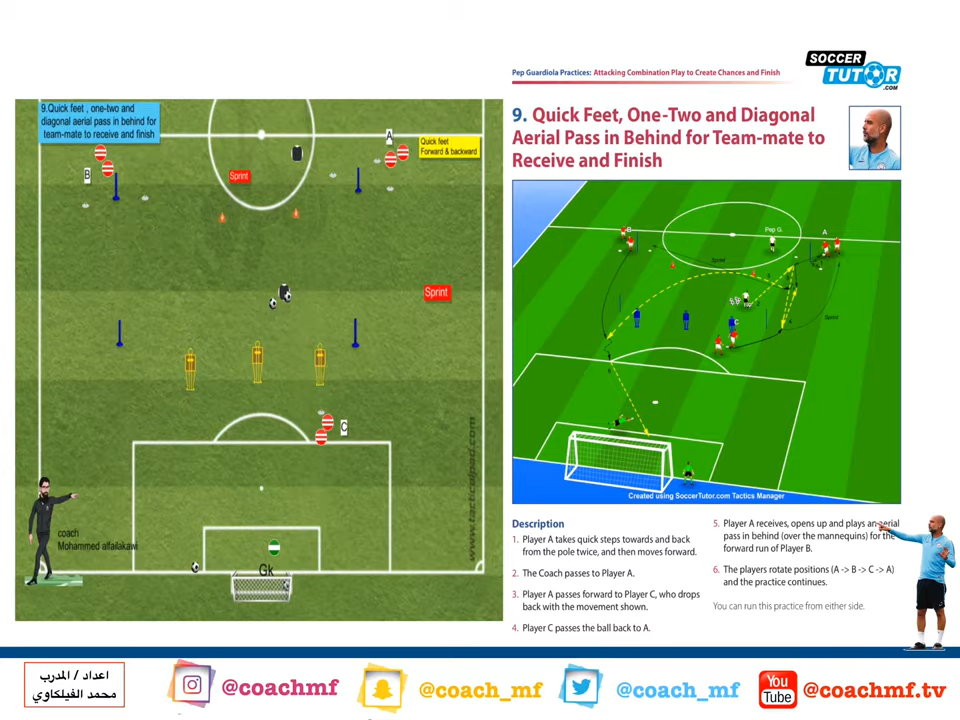 SOCCER
TUTOR
.COM
Pep Guardiola Practices: Attacking Combination Play to Create Chances and Finish
9. Quick Feet, One-Two and Diagonal
Aerial Pass in Behind for Team-mate to
Receive and Finish
9.Quick feet , one-two and
diagonal aerial pass in behind for
team-mate to receive and finish
A
Quick feet
Forward & backward
B
Sprint
Sprint
C
www.tacticalpad.com
coach
Mohammed alfailakawi
Gk
B
Pep G.
A
Sprint
Sprint
C
Created using SoccerTutor.com Tactics Manager
Description
1. Player A takes quick steps towards and back
from the pole twice, and then moves forward.
2. The Coach passes to Player A.
3. Player A passes forward to Player C, who drops
back with the movement shown.
4. Player C passes the ball back to A.
5. Player A receives, opens up and plays an aerial
pass in behind (over the mannequins) for the
forward run of Player B.
6. The players rotate positions (A -> B -> C -> A)
and the practice continues.
You can run this practice from either side.
اعداد / المدرب
محمد الفيلكاوي
@coachmf
@coach_mf
@coach_mf
You
Tube
@coachmf.tv